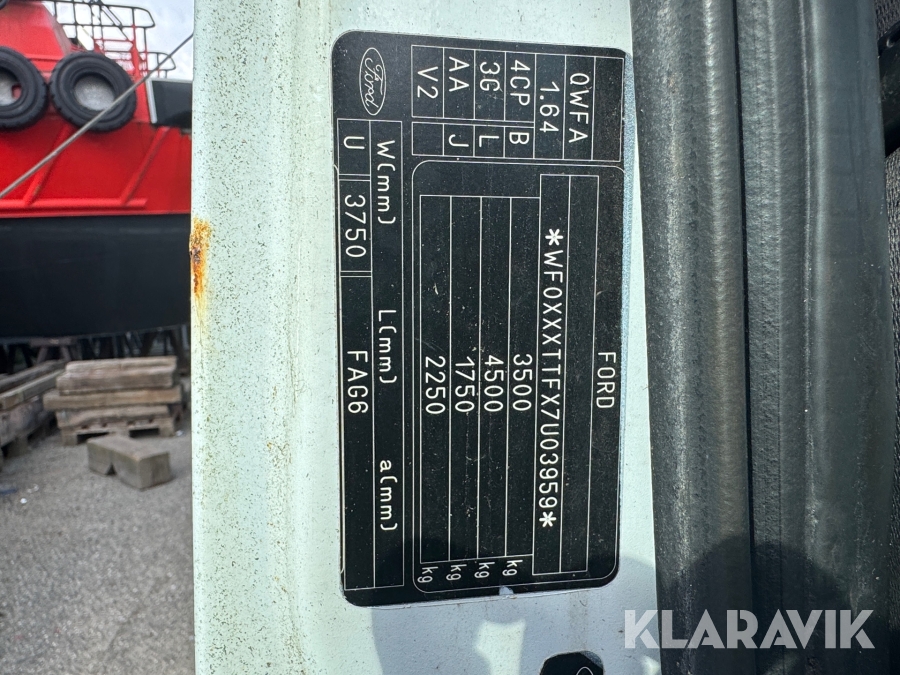 Ford
QWFA
1.64
4CP B
3G L
AA J
V2
FORD
*WF0XXXTTFX7U03959*
3500 kg
4500 kg
1750 kg
2250 kg
W(mm) L(mm) a(mm)
U 3750 FAG6
KLARAVIK